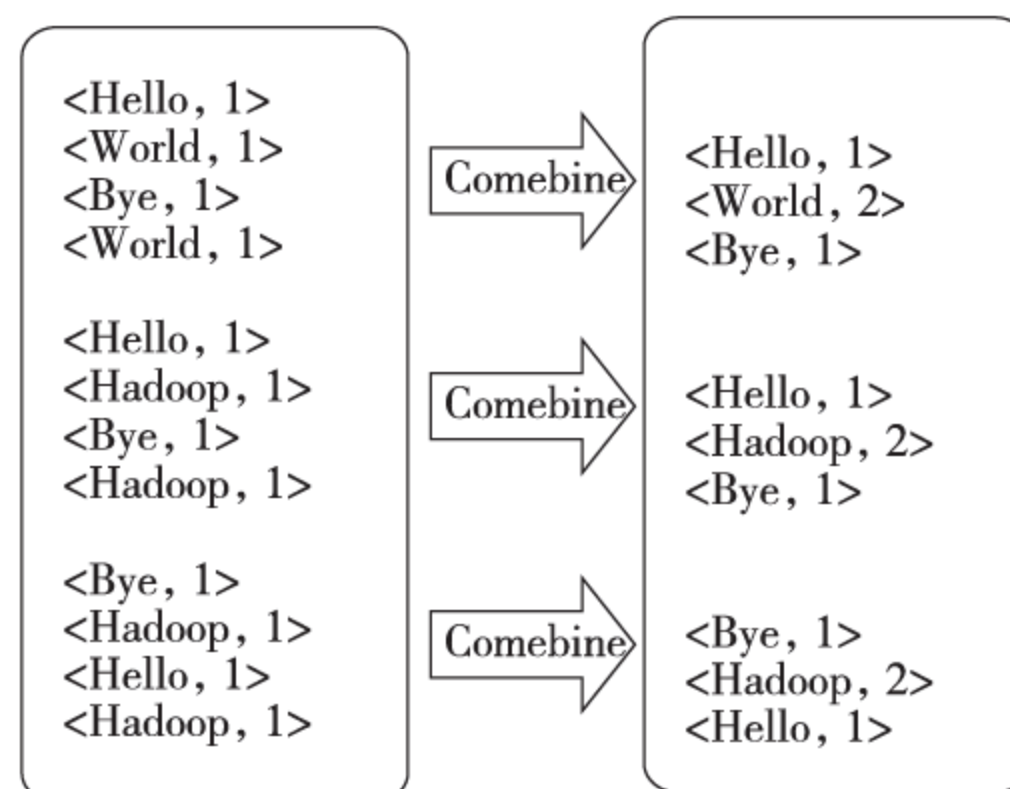 <Hello, 1>
<World, 1>
<Bye, 1>
<World, 1>
<Hello, 1>
<Hadoop, 1>
<Bye, 1>
<Hadoop, 1>
<Bye, 1>
<Hadoop, 1>
<Hello, 1>
<Hadoop, 1>
Comebine
Comebine
Comebine
<Hello, 1>
<World, 2>
<Bye, 1>
<Hello, 1>
<Hadoop, 2>
<Bye, 1>
<Bye, 1>
<Hadoop, 2>
<Hello, 1>